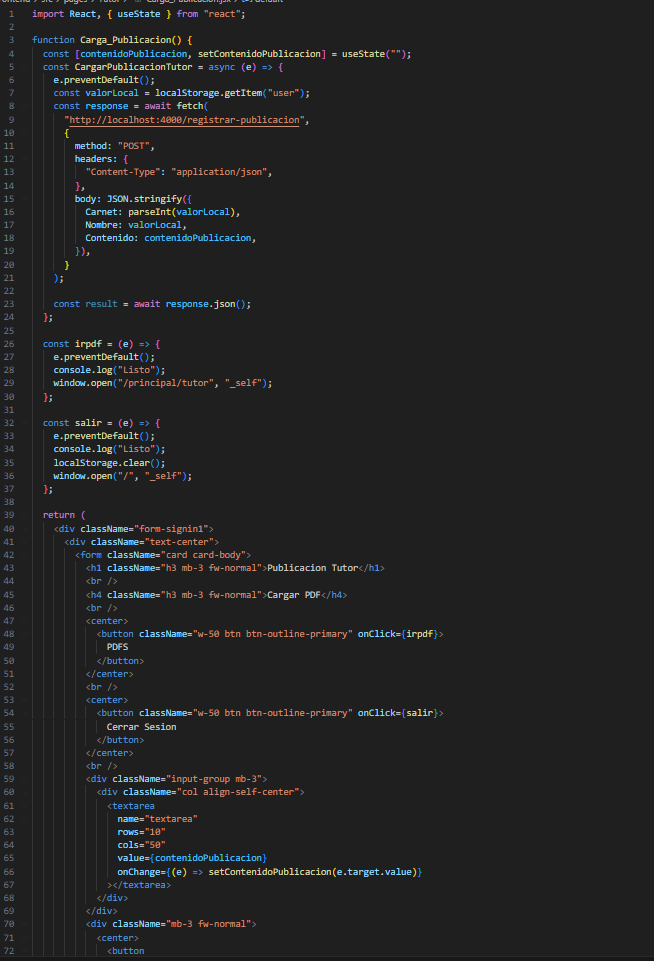 1 import React, { useState } from "react";
2
3 function Carga_Publicacion() {
4 const [contenidoPublicacion, setContenidoPublicacion] = useState("");
5 const CargarPublicacionTutor = async (e) => {
6 e.preventDefault();
7 const valorLocal = localStorage.getItem("user");
8 const response = await fetch(
9 "http://localhost:4000/registrar-publicacion",
10 {
11 method: "POST",
12 headers: {
13 "Content-Type": "application/json",
14 },
15 body: JSON.stringify({
16 Carnet: parseInt(valorLocal),
17 Nombre: valorLocal,
18 Contenido: contenidoPublicacion,
19 }),
20 }
21 );
22
23 const result = await response.json();
24 };
25
26 const irpdf = (e) => {
27 e.preventDefault();
28 console.log("Listo");
29 window.open("/principal/tutor", "_self");
30 };
31
32 const salir = (e) => {
33 e.preventDefault();
34 console.log("Listo");
35 localStorage.clear();
36 window.open("/", "_self");
37 };
38
39 return (
40 <div className="form-signin1">
41 <div className="text-center">
42 <form className="card card-body">
43 <h1 className="h3 mb-3 fw-normal">Publicacion Tutor</h1>
44 <br />
45 <h4 className="h3 mb-3 fw-normal">Cargar PDF</h4>
46 <br />
47 <center>
48 <button className="w-50 btn btn-outline-primary" onClick={irpdf}>
49 PDFS
50 </button>
51 </center>
52 <br />
53 <center>
54 <button className="w-50 btn btn-outline-primary" onClick={salir}>
55 Cerrar Sesion
56 </button>
57 </center>
58 <br />
59 <div className="input-group mb-3">
60 <div className="col align-self-center">
61 <textarea
62 name="textarea"
63 rows="10"
64 cols="50"
65 value={contenidoPublicacion}
66 onChange={(e) => setContenidoPublicacion(e.target.value)}
67 ></textarea>
68 </div>
69 </div>
70 <div className="mb-3 fw-normal">
71 <center>
72 <button